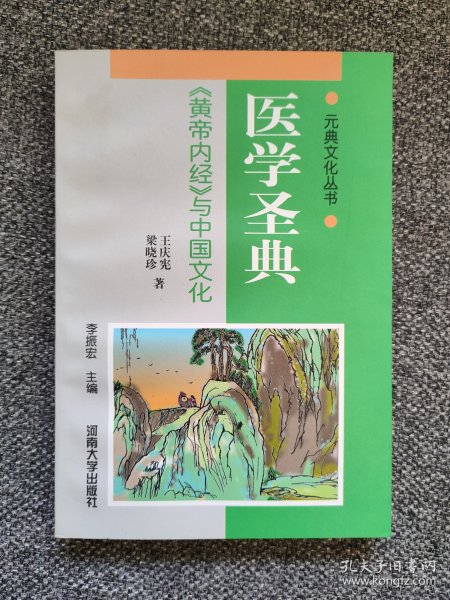 元典文化丛书
医学圣典
《黄帝内经》与中国文化
王庆宪
梁晓珍
著
李振宏 主编
河南大学出版社
孔夫子旧书网
www.kongfz.com